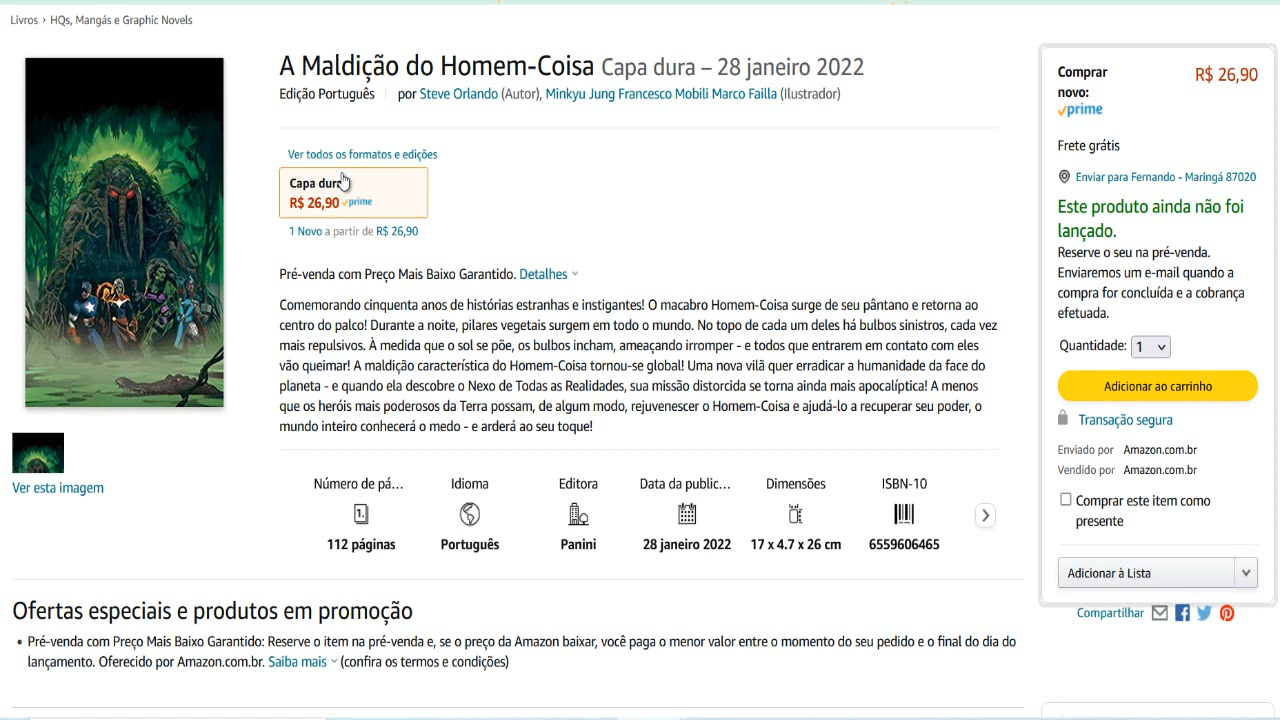 Livros › HQs, Mangás e Graphic Novels
A Maldição do Homem-Coisa Capa dura – 28 janeiro 2022
Edição Português por Steve Orlando (Autor), Minkyu Jung Francesco Mobili Marco Failla (Ilustrador)
Ver todos os formatos e edições
Capa dura
R$ 26,90 prime
1 Novo a partir de R$ 26,90
Pré-venda com Preço Mais Baixo Garantido. Detalhes
Comemorando cinquenta anos de histórias estranhas e instigantes! O macabro Homem-Coisa surge de seu pântano e retorna ao
centro do palco! Durante a noite, pilares vegetais surgem em todo o mundo. No topo de cada um deles há bulbos sinistros, cada vez
mais repulsivos. À medida que o sol se põe, os bulbos incham, ameaçando irromper - e todos que entrarem em contato com eles
vão queimar! A maldição característica do Homem-Coisa tornou-se global! Uma nova vilã quer erradicar a humanidade da face do
planeta - e quando ela descobre o Nexo de Todas as Realidades, sua missão distorcida se torna ainda mais apocalíptica! A menos
que os heróis mais poderosos da Terra possam, de algum modo, rejuvenescer o Homem-Coisa e ajudá-lo a recuperar seu poder, o
mundo inteiro conhecerá o medo - e arderá ao seu toque!
Ver esta imagem
Número de pá... Idioma Editora Data da public... Dimensões ISBN-10
112 páginas Português Panini 28 janeiro 2022 17 x 4.7 x 26 cm 6559606465
Ofertas especiais e produtos em promoção
• Pré-venda com Preço Mais Baixo Garantido: Reserve o item na pré-venda e, se o preço da Amazon baixar, você paga o menor valor entre o momento do seu pedido e o final do dia do
lançamento. Oferecido por Amazon.com.br. Saiba mais (confira os termos e condições)
Comprar R$ 26,90
novo:
prime
Frete grátis
Enviar para Fernando - Maringá 87020
Este produto ainda não foi
lançado.
Reserve o seu na pré-venda.
Enviaremos um e-mail quando a
compra for concluída e a cobrança
efetuada.
Quantidade: 1
Adicionar ao carrinho
Transação segura
Enviado por Amazon.com.br
Vendido por Amazon.com.br
Comprar este item como
presente
Adicionar à Lista
Compartilhar